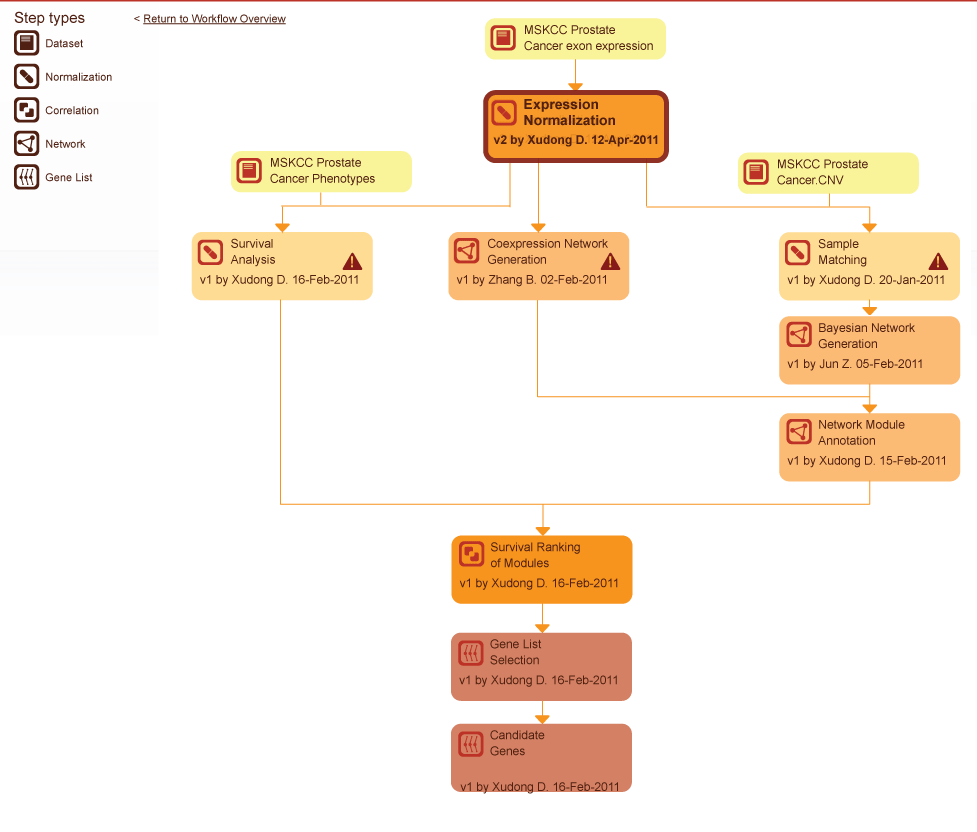 Step types
Dataset
Normalization
Correlation
Network
Gene List
< Return to Workflow Overview
MSKCC Prostate
Cancer exon expression
Expression
Normalization
v2 by Xudong D. 12-Apr-2011
MSKCC Prostate
Cancer Phenotypes
MSKCC Prostate
Cancer.CNV
Survival
Analysis
v1 by Xudong D. 16-Feb-2011
Coexpression Network
Generation
v1 by Zhang B. 02-Feb-2011
Sample
Matching
v1 by Xudong D. 20-Jan-2011
Bayesian Network
Generation
v1 by Jun Z. 05-Feb-2011
Network Module
Annotation
v1 by Xudong D. 15-Feb-2011
Survival Ranking
of Modules
v1 by Xudong D. 16-Feb-2011
Gene List
Selection
v1 by Xudong D. 16-Feb-2011
Candidate
Genes
v1 by Xudong D. 16-Feb-2011